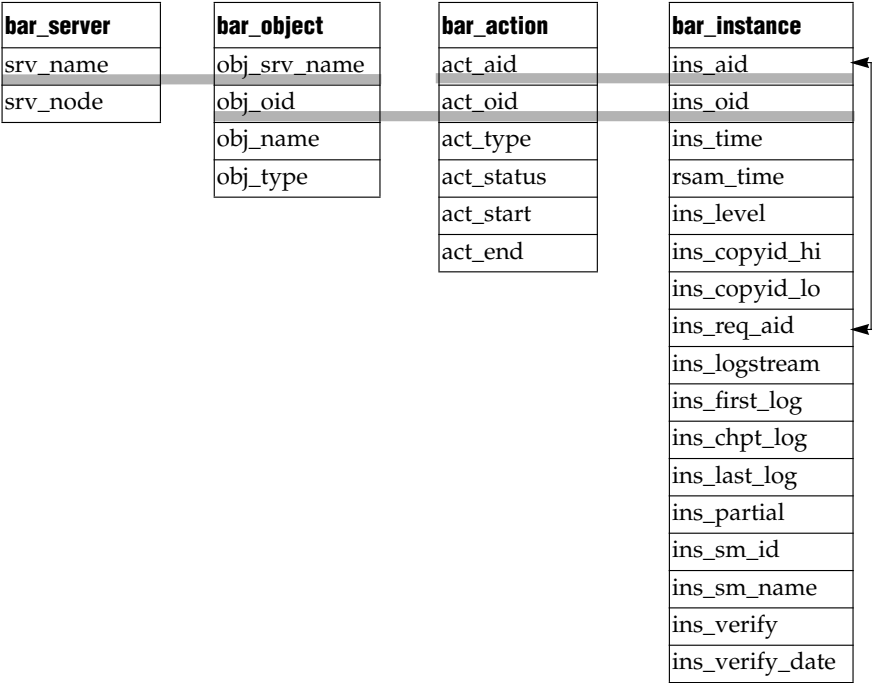 bar_server
srv_name
srv_node
bar_object
obj_srv_name
obj_oid
obj_name
obj_type
bar_action
act_aid
act_oid
act_type
act_status
act_start
act_end
bar_instance
ins_aid
ins_oid
ins_time
rsam_time
ins_level
ins_copyid_hi
ins_copyid_lo
ins_req_aid
ins_logstream
ins_first_log
ins_chpt_log
ins_last_log
ins_partial
ins_sm_id
ins_sm_name
ins_verify
ins_verify_date